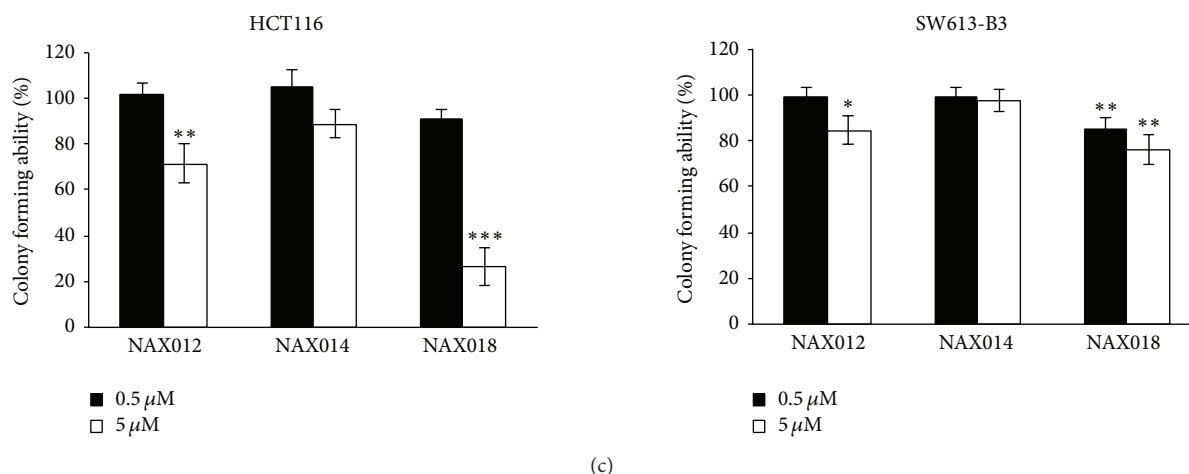 HCT116
Colony forming ability (%)
120
100
80
60
40
20
0
**
***
NAX012 NAX014 NAX018
0.5 μM
5 μM
SW613-B3
Colony forming ability (%)
120
100
80
60
40
20
0
*
**
**
NAX012 NAX014 NAX018
0.5 μM
5 μM
(c)